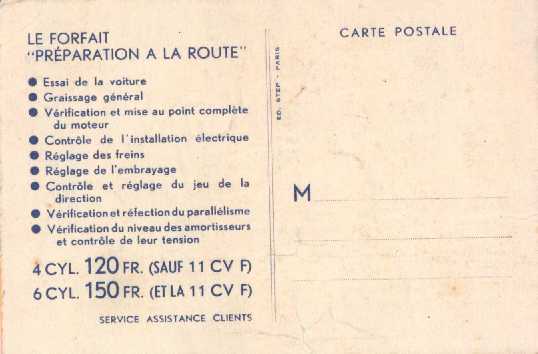 LE FORFAIT
"PRÉPARATION A LA ROUTE"
● Essai de la voiture
● Graissage général
● Vérification et mise au point complète
du moteur
● Contrôle de l'installation électrique
● Réglage des freins
● Réglage de l'embrayage
● Contrôle et réglage du jeu de la
direction
● Vérification et réfection du parallélisme
● Vérification du niveau des amortisseurs
et contrôle de leur tension
4 CYL. 120 FR. (SAUF 11 CV F)
6 CYL. 150 FR. (ET LA 11 CV F)
SERVICE ASSISTANCE CLIENTS
ED. STEF - PARIS
CARTE POSTALE
M